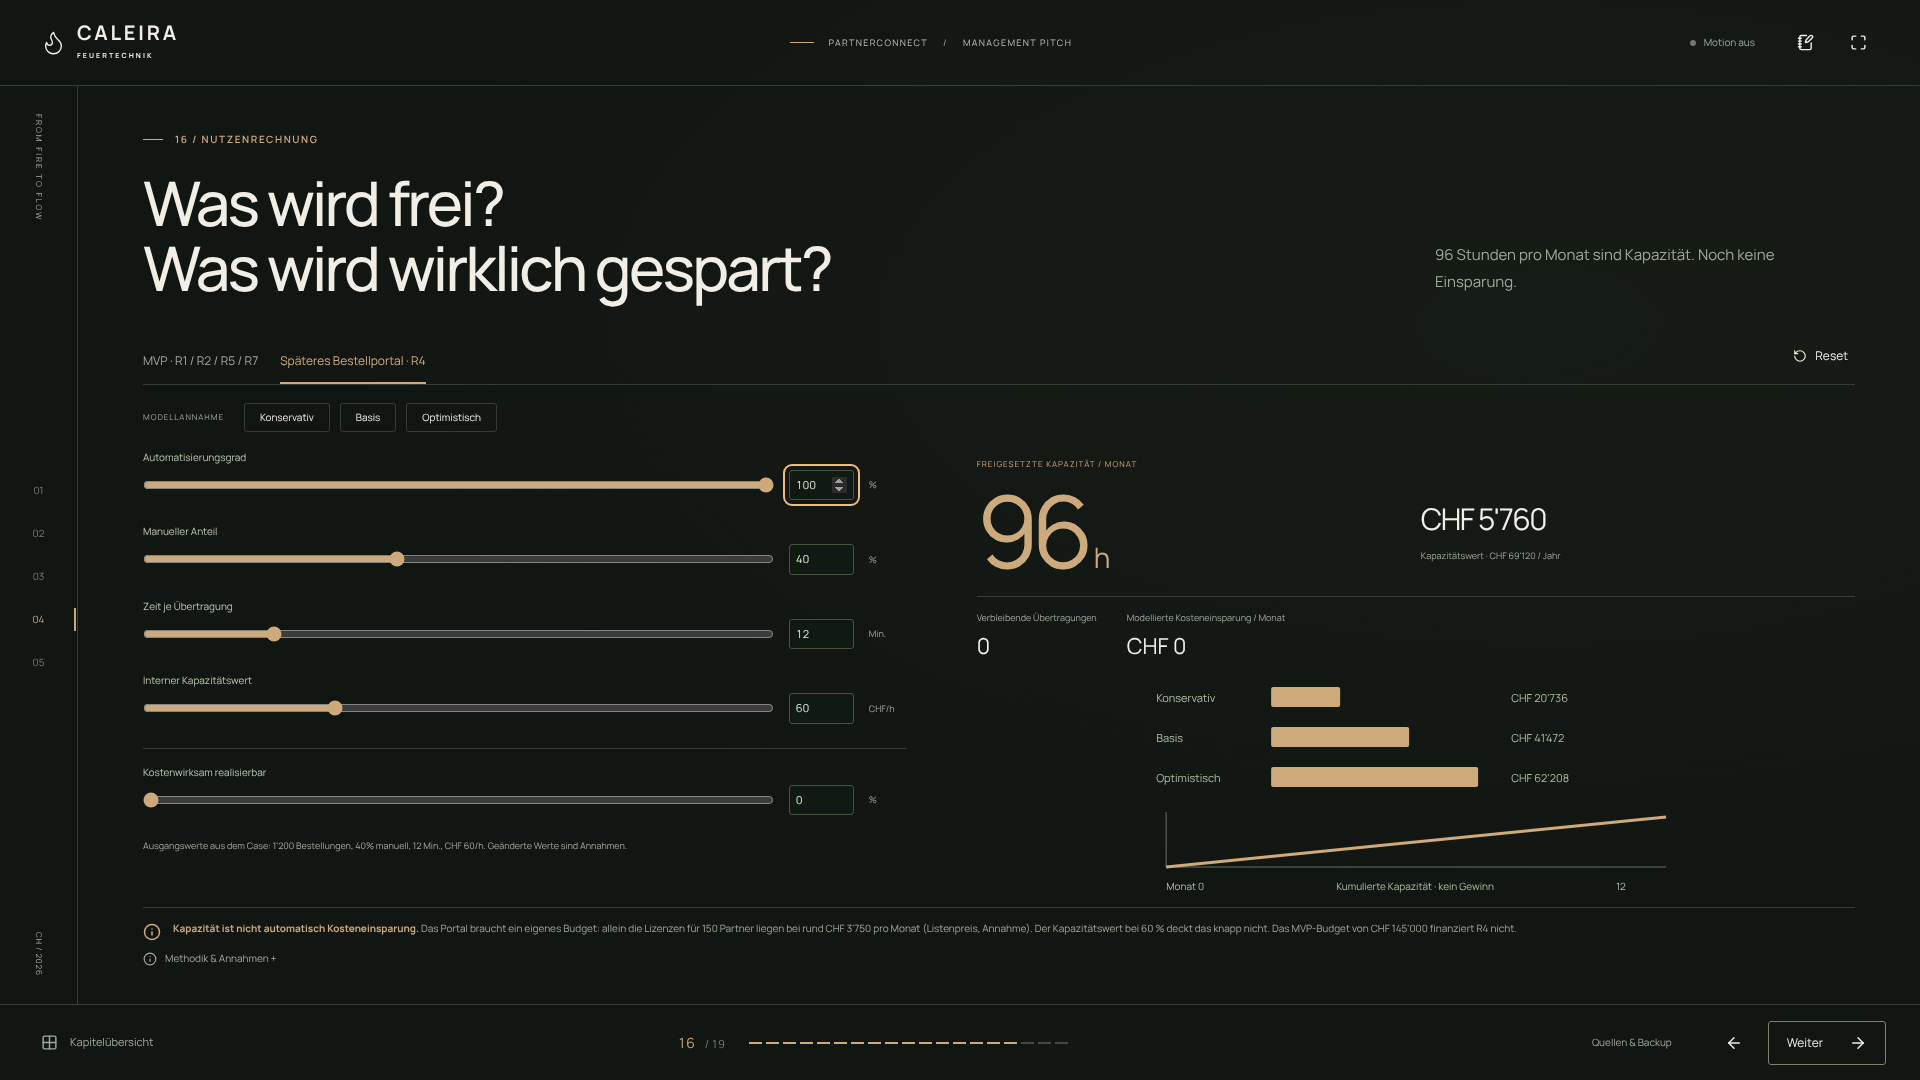 CALEIRA
FEUERTECHNIK
PARTNERCONNECT / MANAGEMENT PITCH
Motion aus
FROM FIRE TO FLOW
01
02
03
04
05
CH / 2026
16 / NUTZENRECHNUNG
Was wird frei?
Was wird wirklich gespart?
96 Stunden pro Monat sind Kapazität. Noch keine
Einsparung.
MVP · R1 / R2 / R5 / R7
Späteres Bestellportal · R4
Reset
MODELLANNAHME
Konservativ
Basis
Optimistisch
Automatisierungsgrad
100 %
Manueller Anteil
40 %
Zeit je Übertragung
12 Min.
Interner Kapazitätswert
60 CHF/h
Kostenwirksam realisierbar
0 %
Ausgangswerte aus dem Case: 1'200 Bestellungen, 40% manuell, 12 Min., CHF 60/h. Geänderte Werte sind Annahmen.
FREIGESETZTE KAPAZITÄT / MONAT
96 h
CHF 5'760
Kapazitätswert · CHF 69'120 / Jahr
Verbleibende Übertragungen
0
Modellierte Kosteneinsparung / Monat
CHF 0
Konservativ CHF 20'736
Basis CHF 41'472
Optimistisch CHF 62'208
Monat 0
Kumulierte Kapazität · kein Gewinn
12
Kapazität ist nicht automatisch Kosteneinsparung. Das Portal braucht ein eigenes Budget: allein die Lizenzen für 150 Partner liegen bei rund CHF 3'750 pro Monat (Listenpreis, Annahme). Der Kapazitätswert bei 60 % deckt das knapp nicht. Das MVP-Budget von CHF 145'000 finanziert R4 nicht.
Methodik & Annahmen +
Kapitelübersicht
16 / 19
Quellen & Backup
Weiter